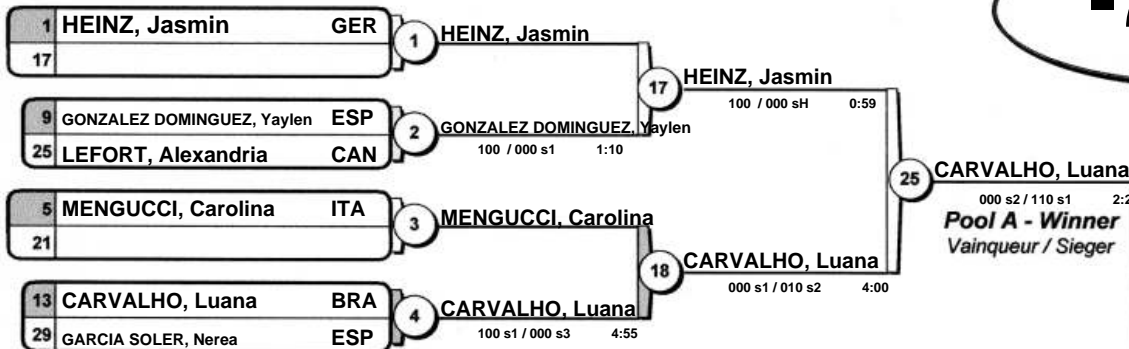 1 HEINZ, Jasmin GER
17
1 HEINZ, Jasmin
9 GONZALEZ DOMINGUEZ, Yaylen ESP
25 LEFORT, Alexandria CAN
2 GONZALEZ DOMINGUEZ, Yaylen
100 / 000 s1 1:10
17 HEINZ, Jasmin
100 / 000 sH 0:59
5 MENGUCCI, Carolina ITA
21
3 MENGUCCI, Carolina
13 CARVALHO, Luana BRA
29 GARCIA SOLER, Nerea ESP
4 CARVALHO, Luana
100 s1 / 000 s3 4:55
18 CARVALHO, Luana
000 s1 / 010 s2 4:00
25 CARVALHO, Luana
000 s2 / 110 s1
Pool A - Winner
Vainqueur / Sieger